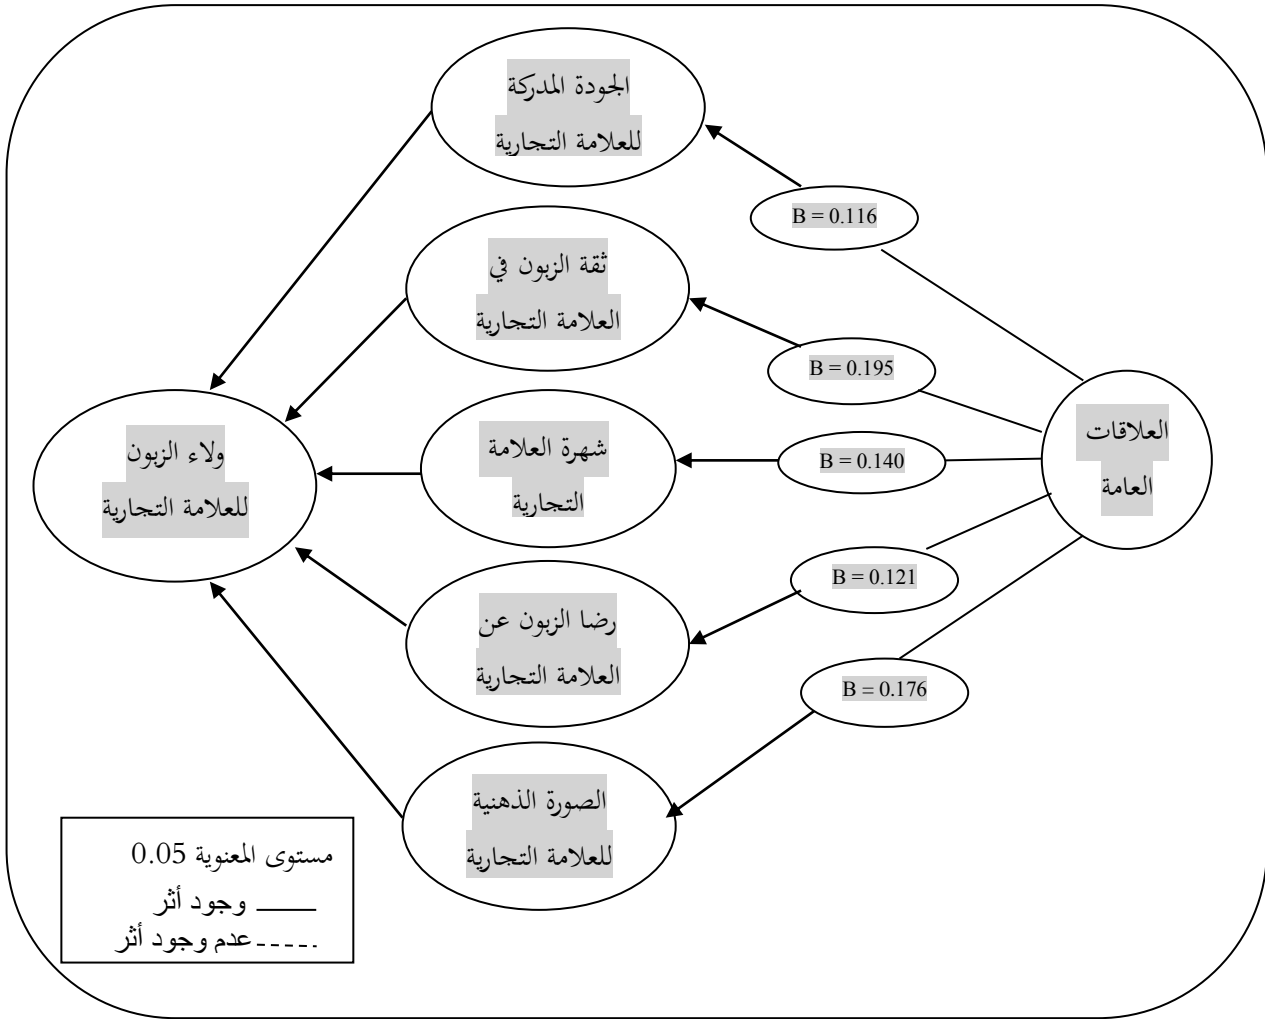 الجودة المدركة
للعلامة التجارية
B = 0.116
ثقة الزبون في
العلامة التجارية
B = 0.195
العلاقات
العامة
شهرة العلامة
التجارية
B = 0.140
ولاء الزبون
للعلامة التجارية
رضا الزبون عن
العلامة التجارية
B = 0.121
B = 0.176
الصورة الذهنية
للعلامة التجارية
مستوى المعنوية 0.05
وجود أثر
عدم وجود أثر